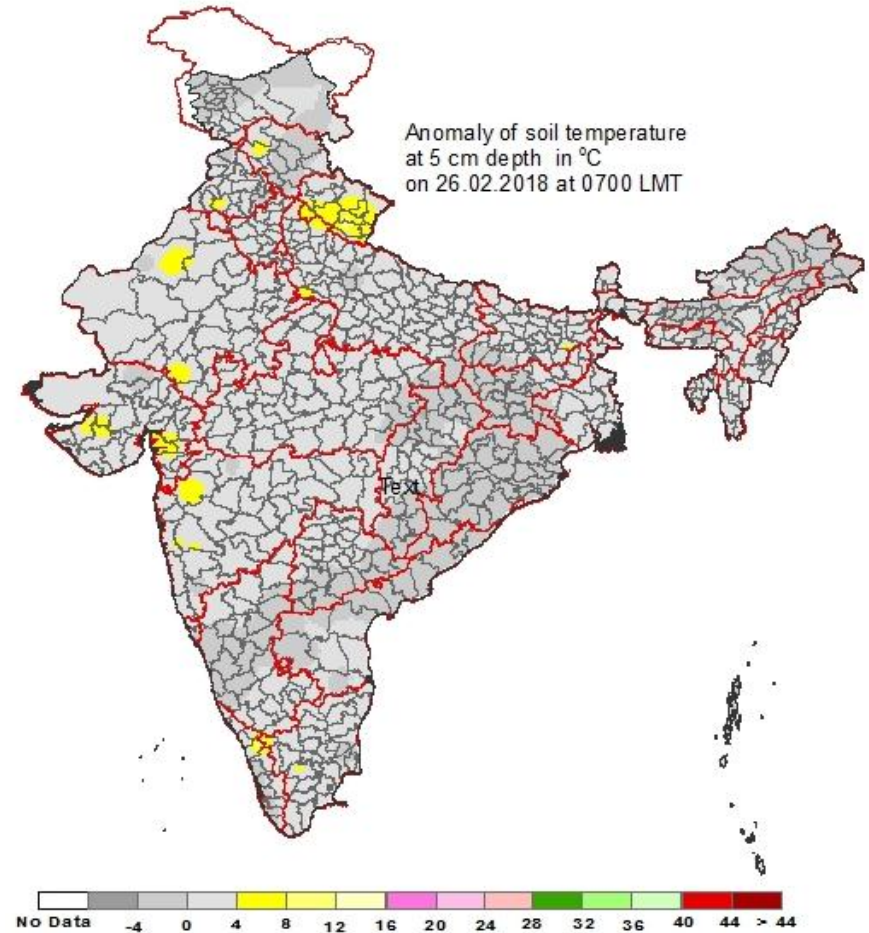 Anomaly of soil temperature
at 5 cm depth in °C
on 26.02.2018 at 0700 LMT
Text
No Data -4 0 4 8 12 16 20 24 28 32 36 40 44 > 44